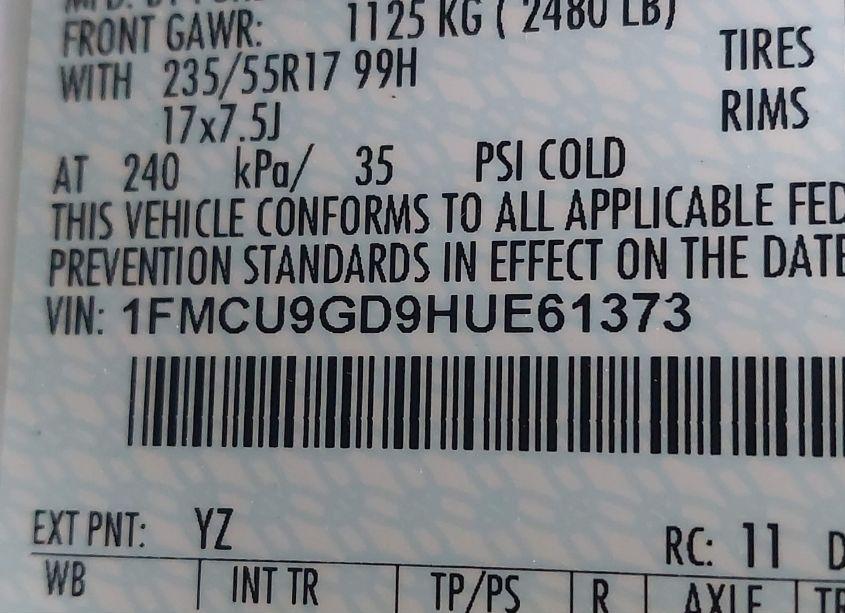 FRONT GAWR: 1125 KG ( 2480 LB)
WITH 235/55R17 99H TIRES
17x7.5J RIMS
AT 240 kPa/ 35 PSI COLD
THIS VEHICLE CONFORMS TO ALL APPLICABLE FED
PREVENTION STANDARDS IN EFFECT ON THE DATE
VIN: 1FMCU9GD9HUE61373
EXT PNT: YZ RC: 11 D
WB INT TR TP/PS R AXLE TR